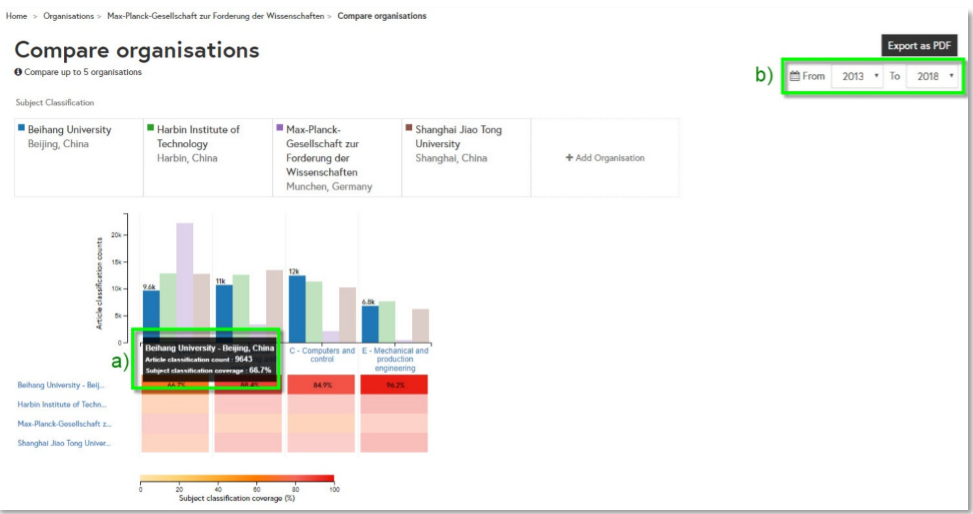 Home > Organisations > Max-Planck-Gesellschaft zur Forderung der Wissenschaften > Compare organisations
Compare organisations
Compare up to 5 organisations
Export as PDF
b)
From 2013 To 2018
Subject Classification
Beihang University
Beijing, China
Harbin Institute of
Technology
Harbin, China
Max-Planck-
Gesellschaft zur
Forderung der
Wissenschaften
Munchen, Germany
Shanghai Jiao Tong
University
Shanghai, China
+ Add Organisation
Article classification counts
20k
15k
10k
5k
0
9.6k
11k
12k
6.8k
a)
Beihang University - Beijing, China
Article classification count : 9643
Subject classification coverage : 66.7%
C - Computers and
control
E - Mechanical and
production
engineering
Beihang University - Beij...
66.7%
88.4%
84.9%
96.2%
Harbin Institute of Techn...
Max-Planck-Gesellschaft z...
Shanghai Jiao Tong Univer...
0 20 40 60 80 100
Subject classification coverage (%)